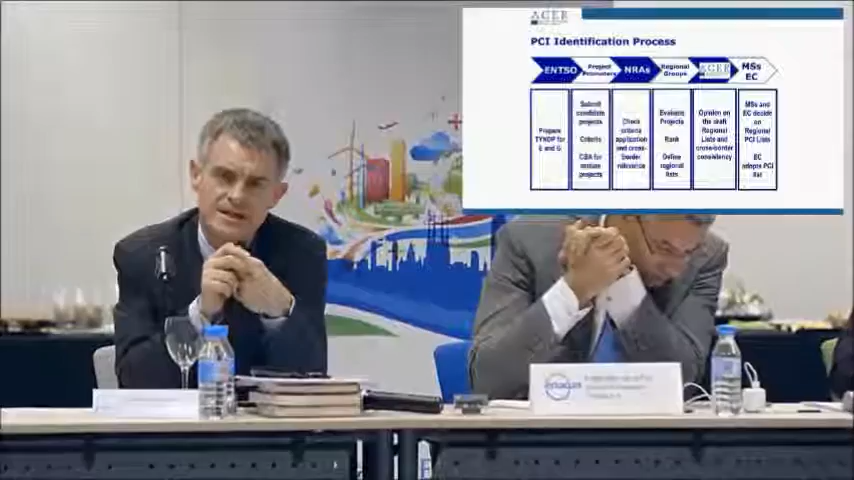 ACER
PCI Identification Process
ENTSO
Project
Promoters
NRAs
Regional
Groups
ACER
MSs
EC
Prepare
TYNDP for
E and G
Submit
candidate
projects
Criteria
CBA for
mature
projects
Check
criteria
application
and cross-
border
relevance
Evaluate
Projects
Rank
Define
regional
lists
Opinion on
the draft
Regional
Lists and
cross-border
consistency
MSs and
EC decide
on
Regional
PCI Lists
EC
adopts PCI
list
enagas